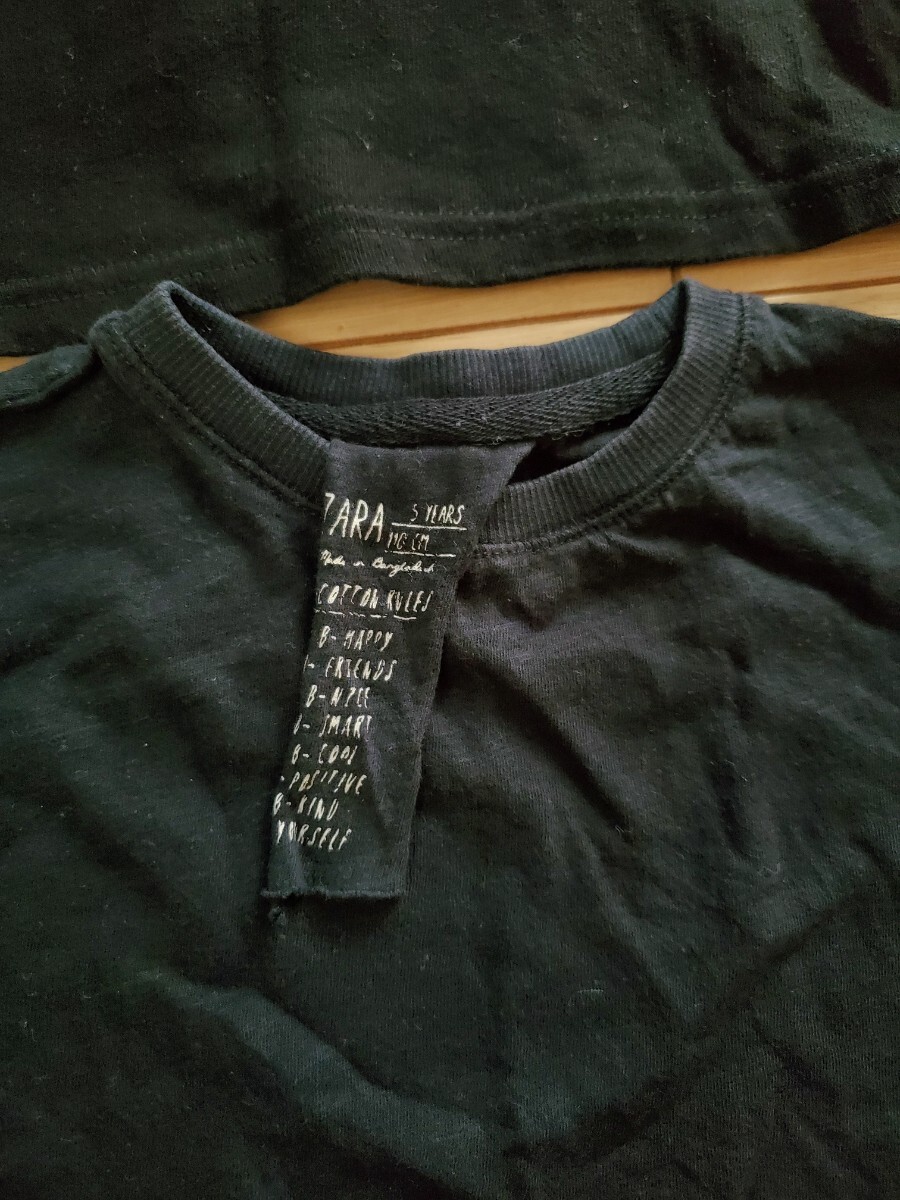 ZARA 5 YEARS
110 CM
Made in Bangladesh
COTTON RULES
B- HAPPY
- FRIENDS
B- NICE
- SMART
B- COOL
- POSITIVE
B- KIND
YOURSELF